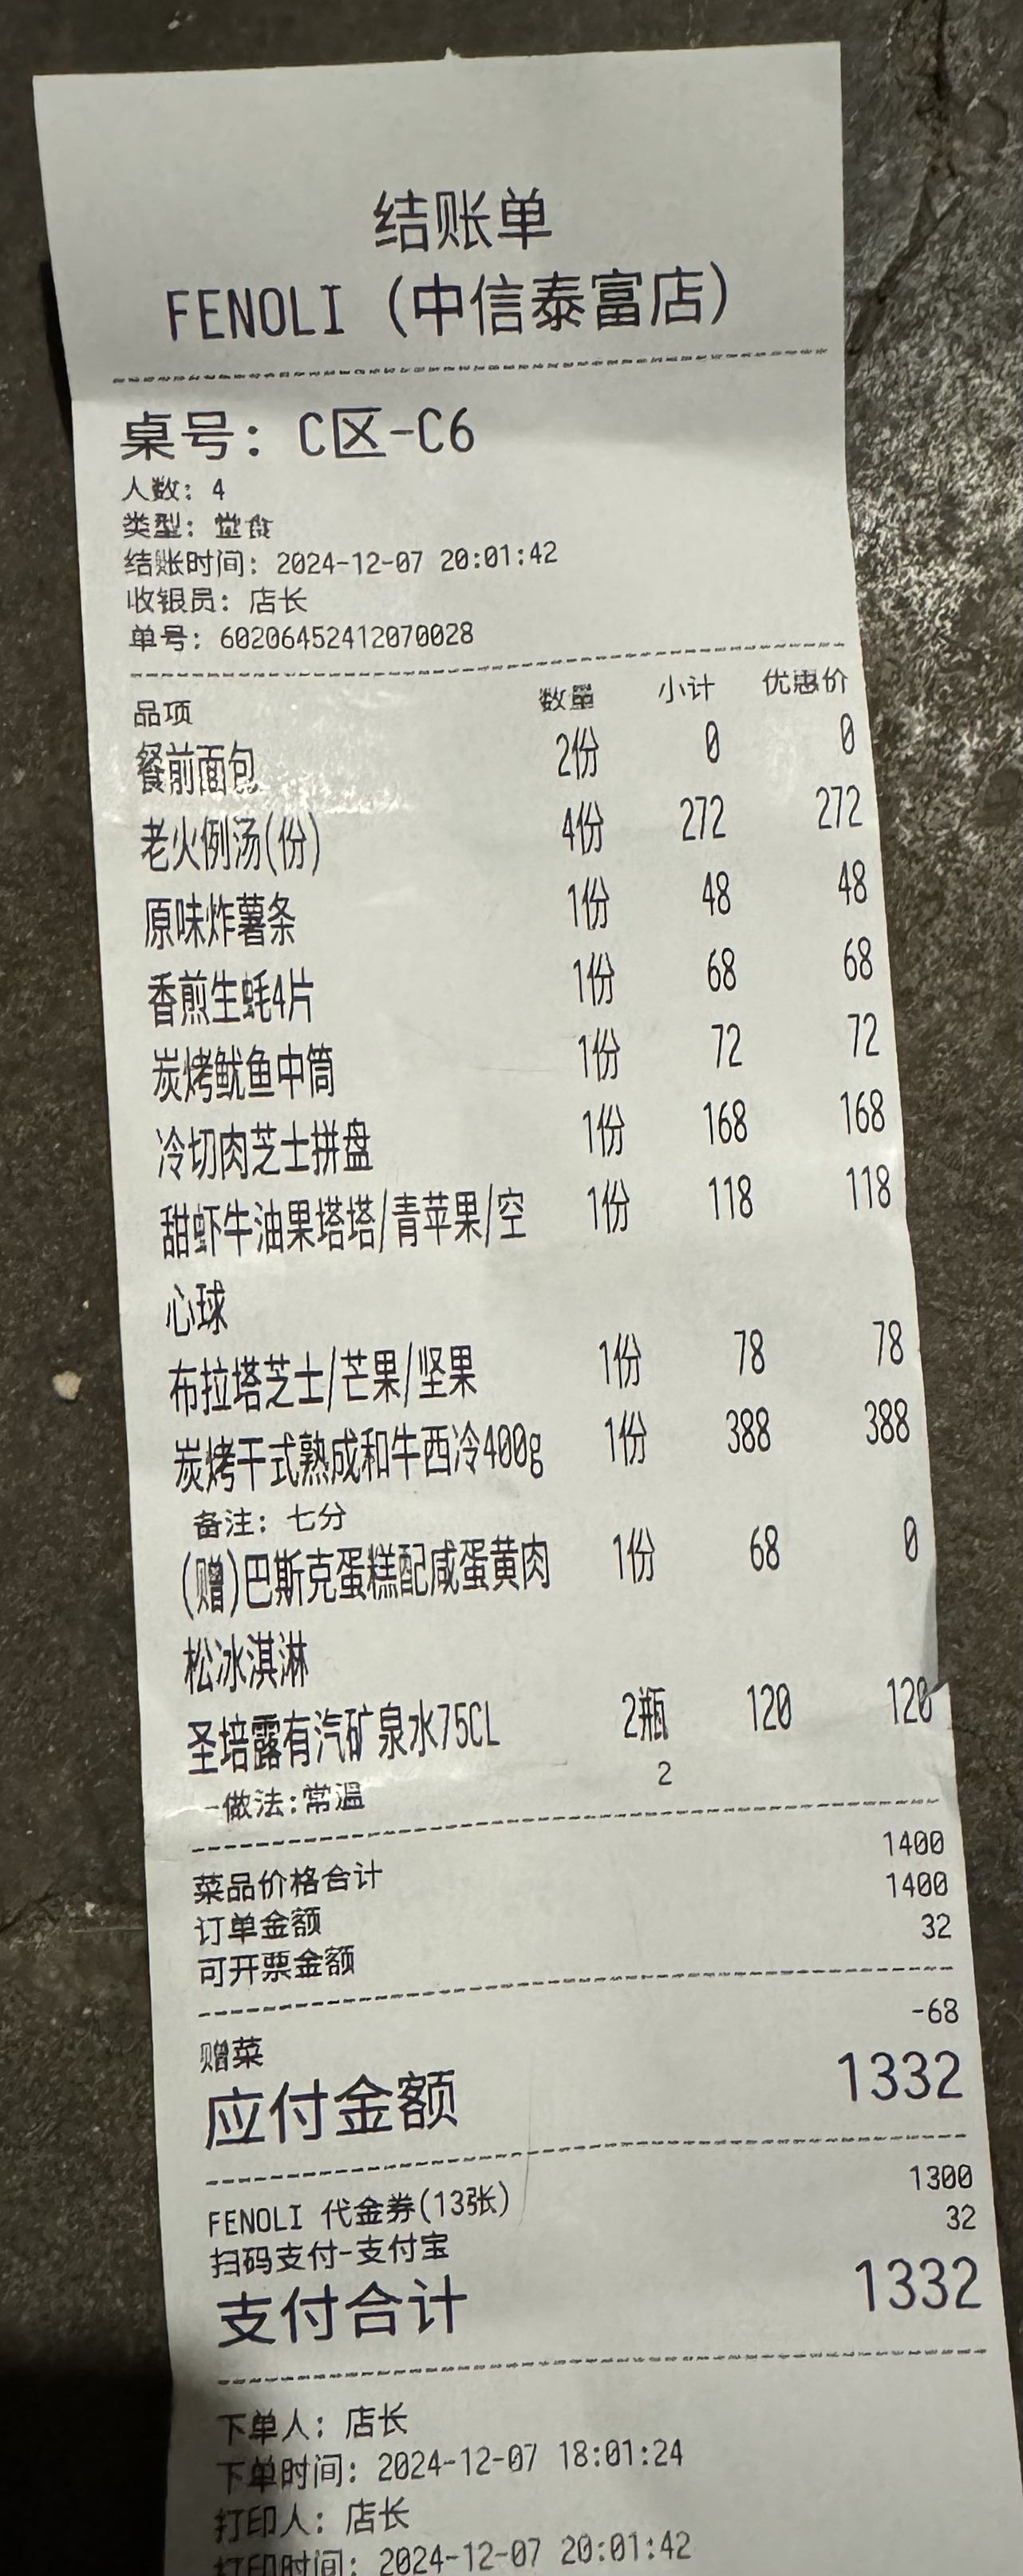 结账单
FENOLI (中信泰富店)
桌号: C区-C6
人数: 4
类型: 堂食
结账时间: 2024-12-07 20:01:42
收银员: 店长
单号: 60206452412070028
品项 数量 小计 优惠价
餐前面包 2份 0 0
老火例汤(份) 4份 272 272
原味炸薯条 1份 48 48
香煎生蚝4片 1份 68 68
炭烤鱿鱼中筒 1份 72 72
冷切肉芝士拼盘 1份 168 168
甜虾牛油果塔塔/青苹果/空 1份 118 118
心球
布拉塔芝士/芒果/坚果 1份 78 78
炭烤干式熟成和牛西冷400g 1份 388 388
备注: 七分
(赠)巴斯克蛋糕配咸蛋黄肉 1份 68 0
松冰淇淋
圣培露有汽矿泉水75CL 2瓶 120 120
-做法:常温 2
菜品价格合计 1400
订单金额 1400
可开票金额 32
赠菜 -68
应付金额 1332
FENOLI 代金券(13张) 1300
扫码支付-支付宝 32
支付合计 1332
下单人: 店长
下单时间: 2024-12-07 18:01:24
打印人: 店长
打印时间: 2024-12-07 20:01:42